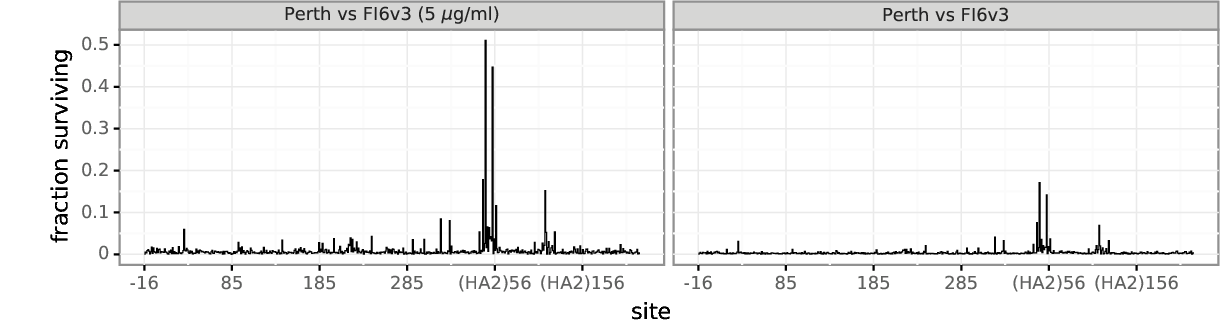 Perth vs FI6v3 (5 μg/ml)
Perth vs FI6v3
fraction surviving
0.5
0.4
0.3
0.2
0.1
0
-16 85 185 285 (HA2)56 (HA2)156
-16 85 185 285 (HA2)56 (HA2)156
site